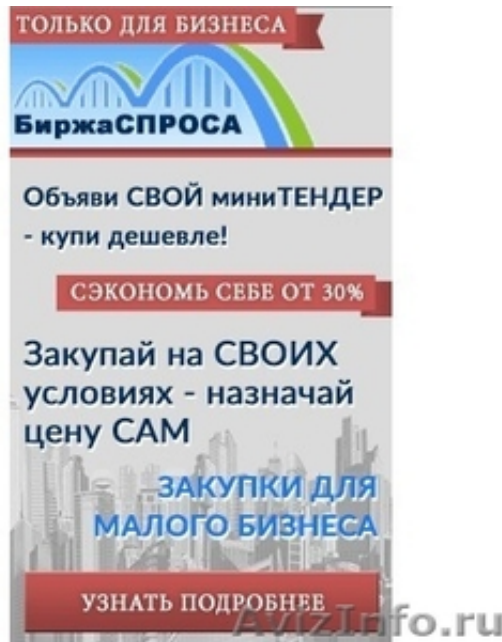 ТОЛЬКО ДЛЯ БИЗНЕСА
БиржаСПРОСА
Объяви СВОЙ миниТЕНДЕР
- купи дешевле!
СЭКОНОМЬ СЕБЕ ОТ 30%
Закупай на СВОИХ
условиях - назначай
цену САМ
ЗАКУПКИ ДЛЯ
МАЛОГО БИЗНЕСА
УЗНАТЬ ПОДРОБНЕЕ
AvizInfo.ru